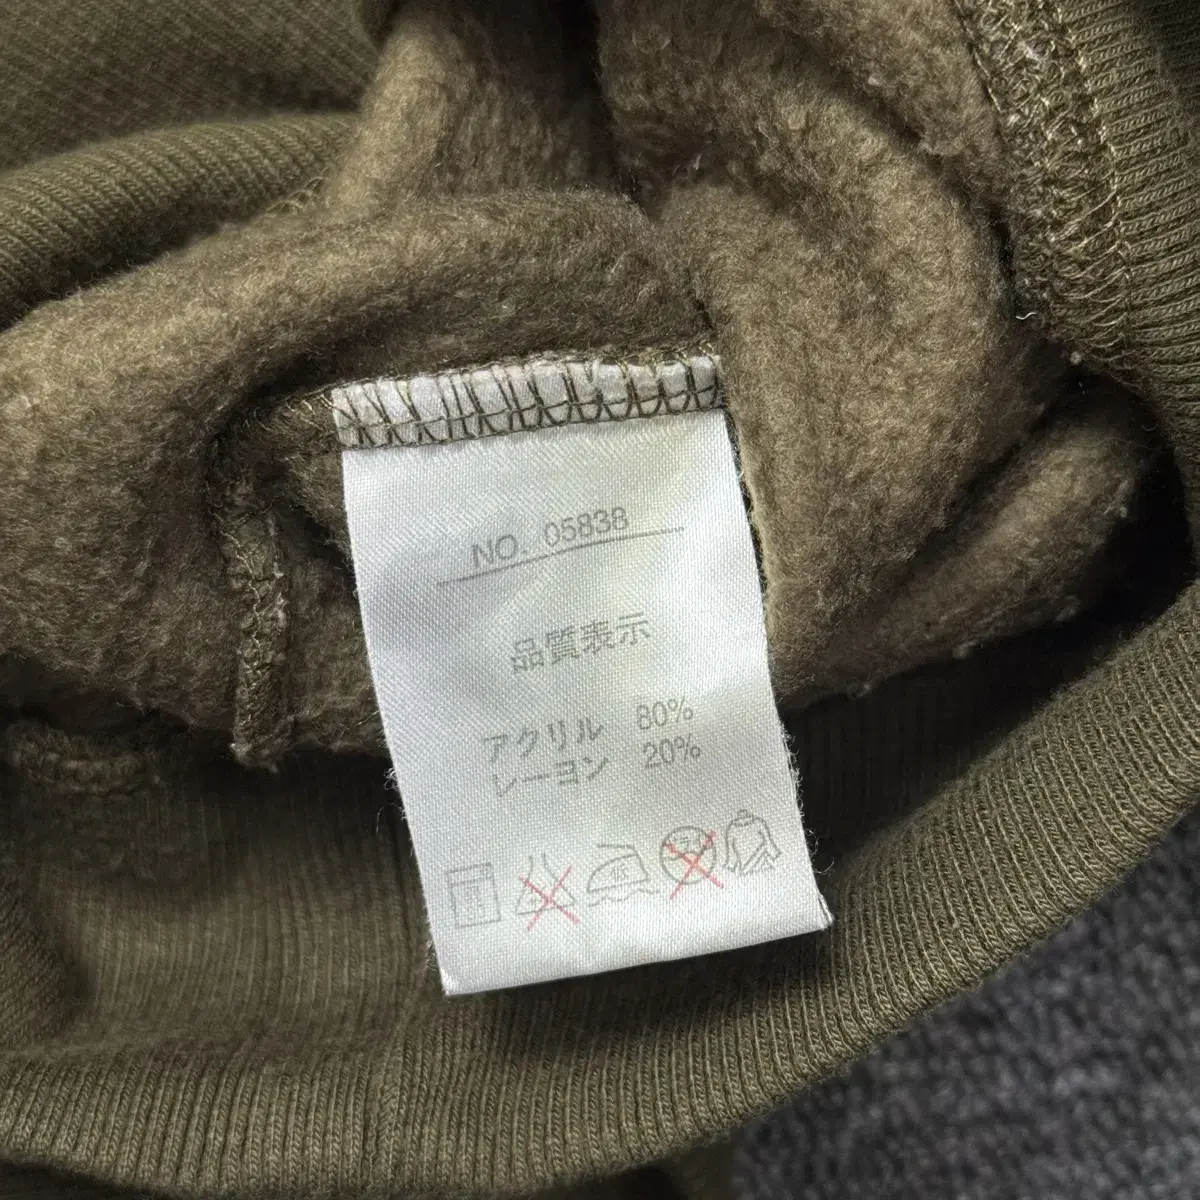 NO. 05838
品質表示
アクリル 80%
レーヨン 20%